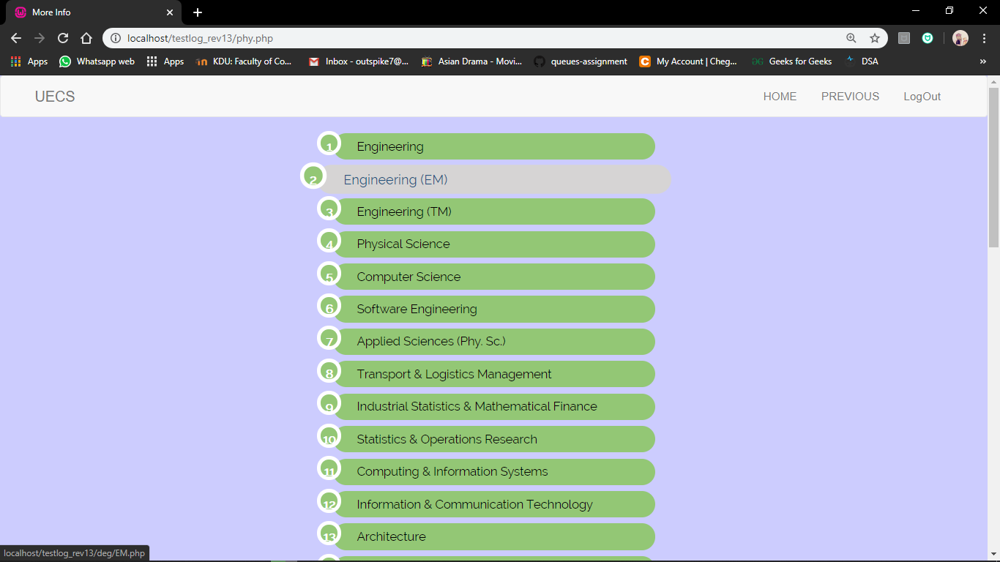 More Info
localhost/testlog_rev13/phy.php
Apps
Whatsapp web
Apps
KDU: Faculty of Co...
Inbox - outspike7@...
Asian Drama - Movi...
queues-assignment
My Account | Cheg...
Geeks for Geeks
DSA
»
UECS
HOME
PREVIOUS
LogOut
1 Engineering
2 Engineering (EM)
3 Engineering (TM)
4 Physical Science
5 Computer Science
6 Software Engineering
7 Applied Sciences (Phy. Sc.)
8 Transport & Logistics Management
9 Industrial Statistics & Mathematical Finance
10 Statistics & Operations Research
11 Computing & Information Systems
12 Information & Communication Technology
13 Architecture
localhost/testlog_rev13/deg/EM.php